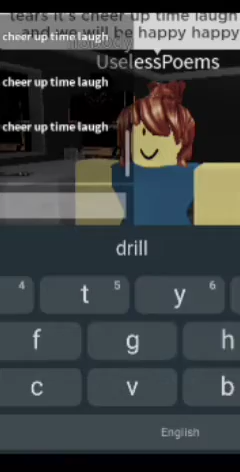 tears it's cheer up time laugh
and we will be happy happy
cheer up time laugh
nobody
UselessPoems
cheer up time laugh
cheer up time laugh
drill
4 t 5 y 6
f g h
c v b
English